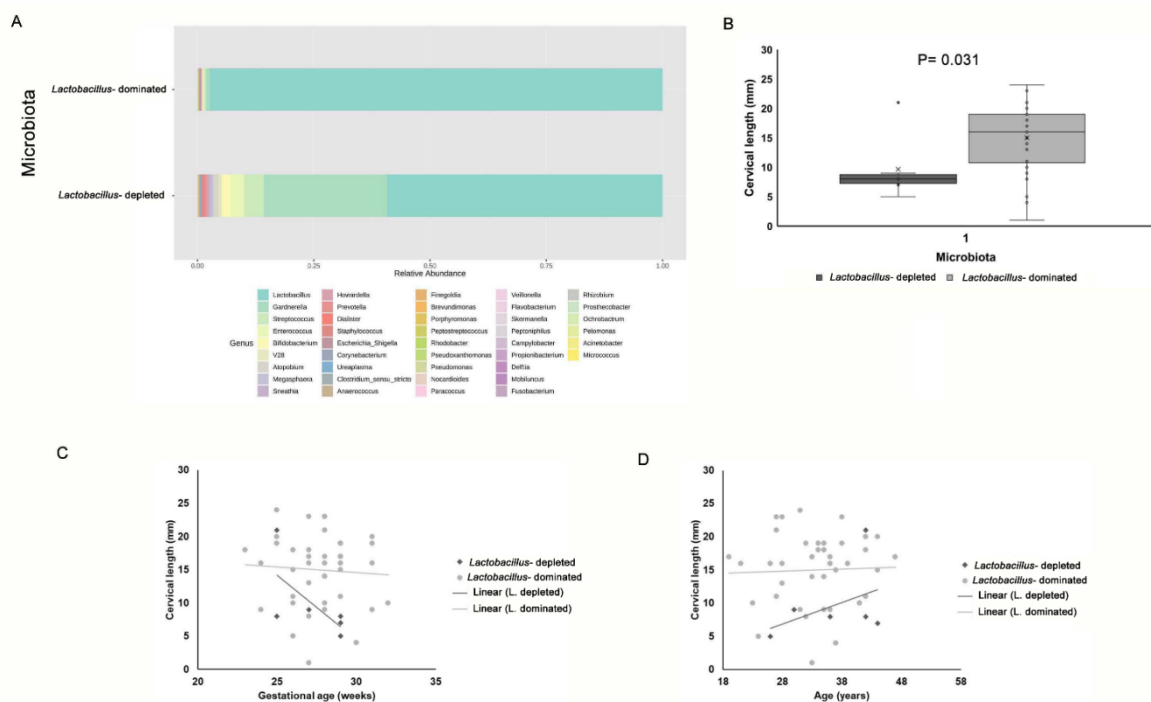 A
Microbiota
Lactobacillus- dominated
Lactobacillus- depleted
0.00 0.25 0.50 0.75 1.00
Relative Abundance
Genus
Lactobacillus Hovardella Finegoldia Veillonella Rhizobium
Gardnerella Prevotella Brevundimonas Flavobacterium Prosthecobacter
Streptococcus Dialister Porphyromonas Skermanella Ochrobactrum
Enterococcus Staphylococcus Peptostreptococcus Peptoniphilus Pelomonas
Bifidobacterium Escherichia_Shigella Rhodobacter Campylobacter Acinetobacter
V28 Corynebacterium Pseudoxanthomonas Propionibacterium Micrococcus
Atopobium Ureaplasma Pseudomonas Delftia
Megasphaera Clostridium_sensu_stricto Nocardioides Mobiluncus
Sneathia Anaerococcus Paracoccus Fusobacterium
B
P= 0.031
Cervical length (mm)
30
25
20
15
10
5
0
1
Microbiota
Lactobacillus- depleted Lactobacillus- dominated
C
Cervical length (mm)
30
25
20
15
10
5
0
20 25 30 35
Gestational age (weeks)
Lactobacillus- depleted
Lactobacillus- dominated
Linear (L. depleted)
Linear (L. dominated)
D
Cervical length (mm)
30
25
20
15
10
5
0
18 28 38 48 58
Age (years)
Lactobacillus- depleted
Lactobacillus- dominated
Linear (L. depleted)
Linear (L. dominated)